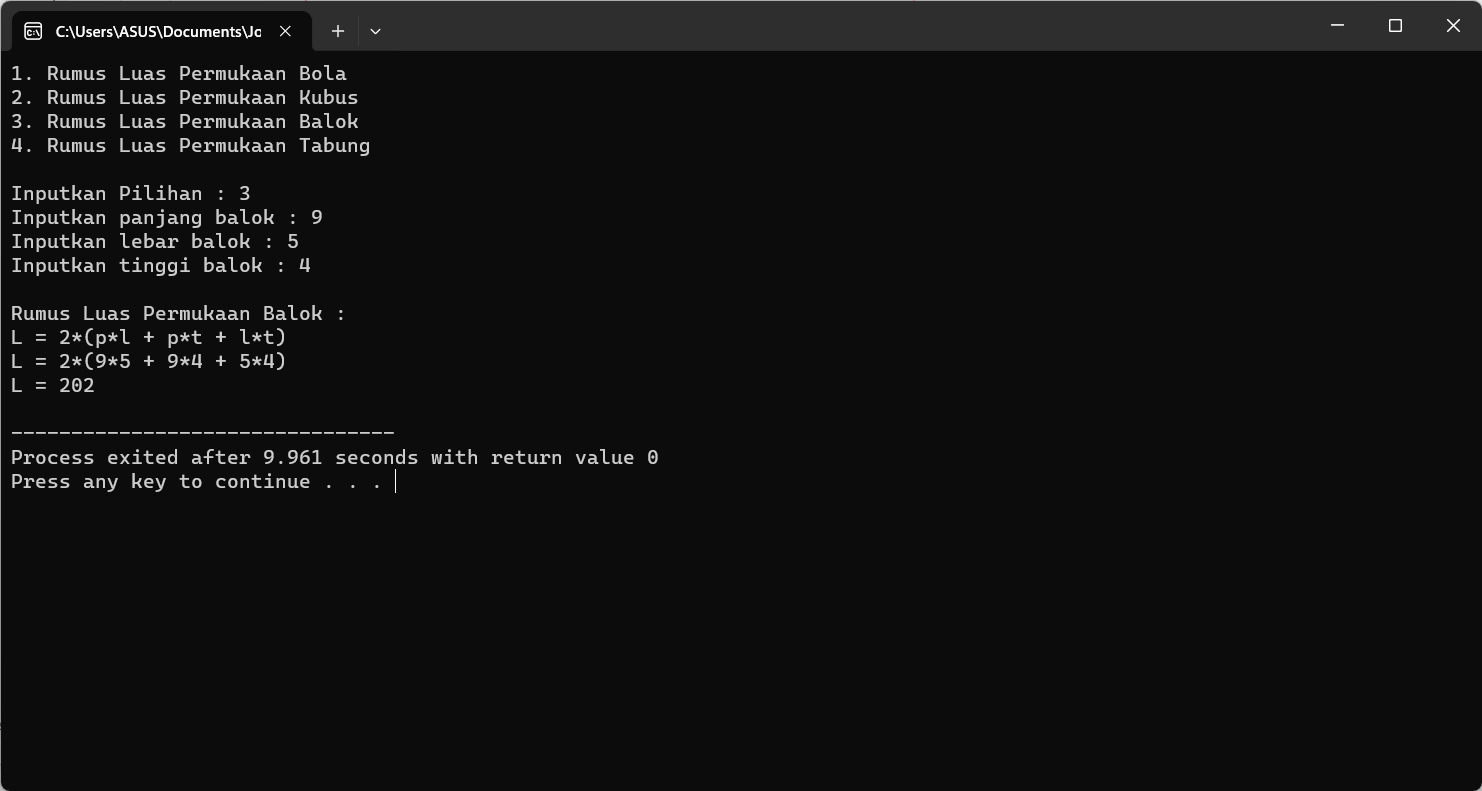 C:\Users\ASUS\Documents\Jo
1. Rumus Luas Permukaan Bola
2. Rumus Luas Permukaan Kubus
3. Rumus Luas Permukaan Balok
4. Rumus Luas Permukaan Tabung
Inputkan Pilihan : 3
Inputkan panjang balok : 9
Inputkan lebar balok : 5
Inputkan tinggi balok : 4
Rumus Luas Permukaan Balok :
L = 2*(p*l + p*t + l*t)
L = 2*(9*5 + 9*4 + 5*4)
L = 202
--------------------------------
Process exited after 9.961 seconds with return value 0
Press any key to continue . . .